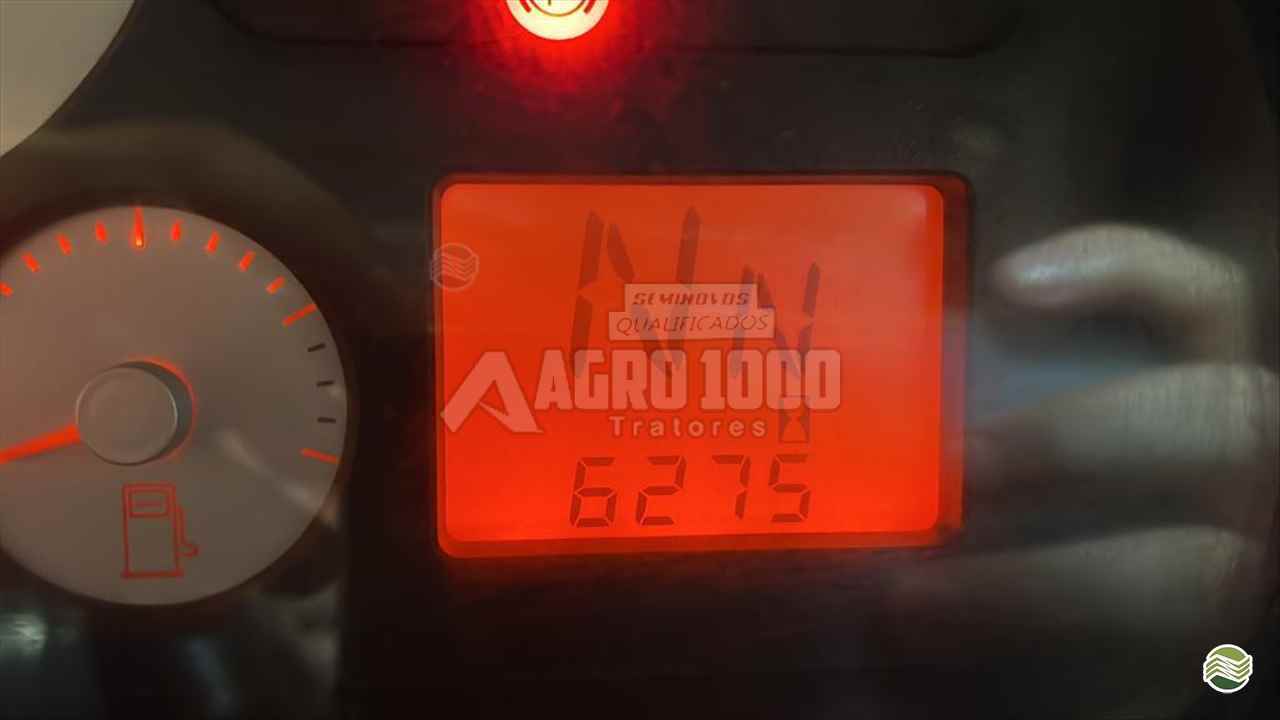 N N
SEMINOVOS
QUALIFICADOS
AGRO 1000
Tratores
6275